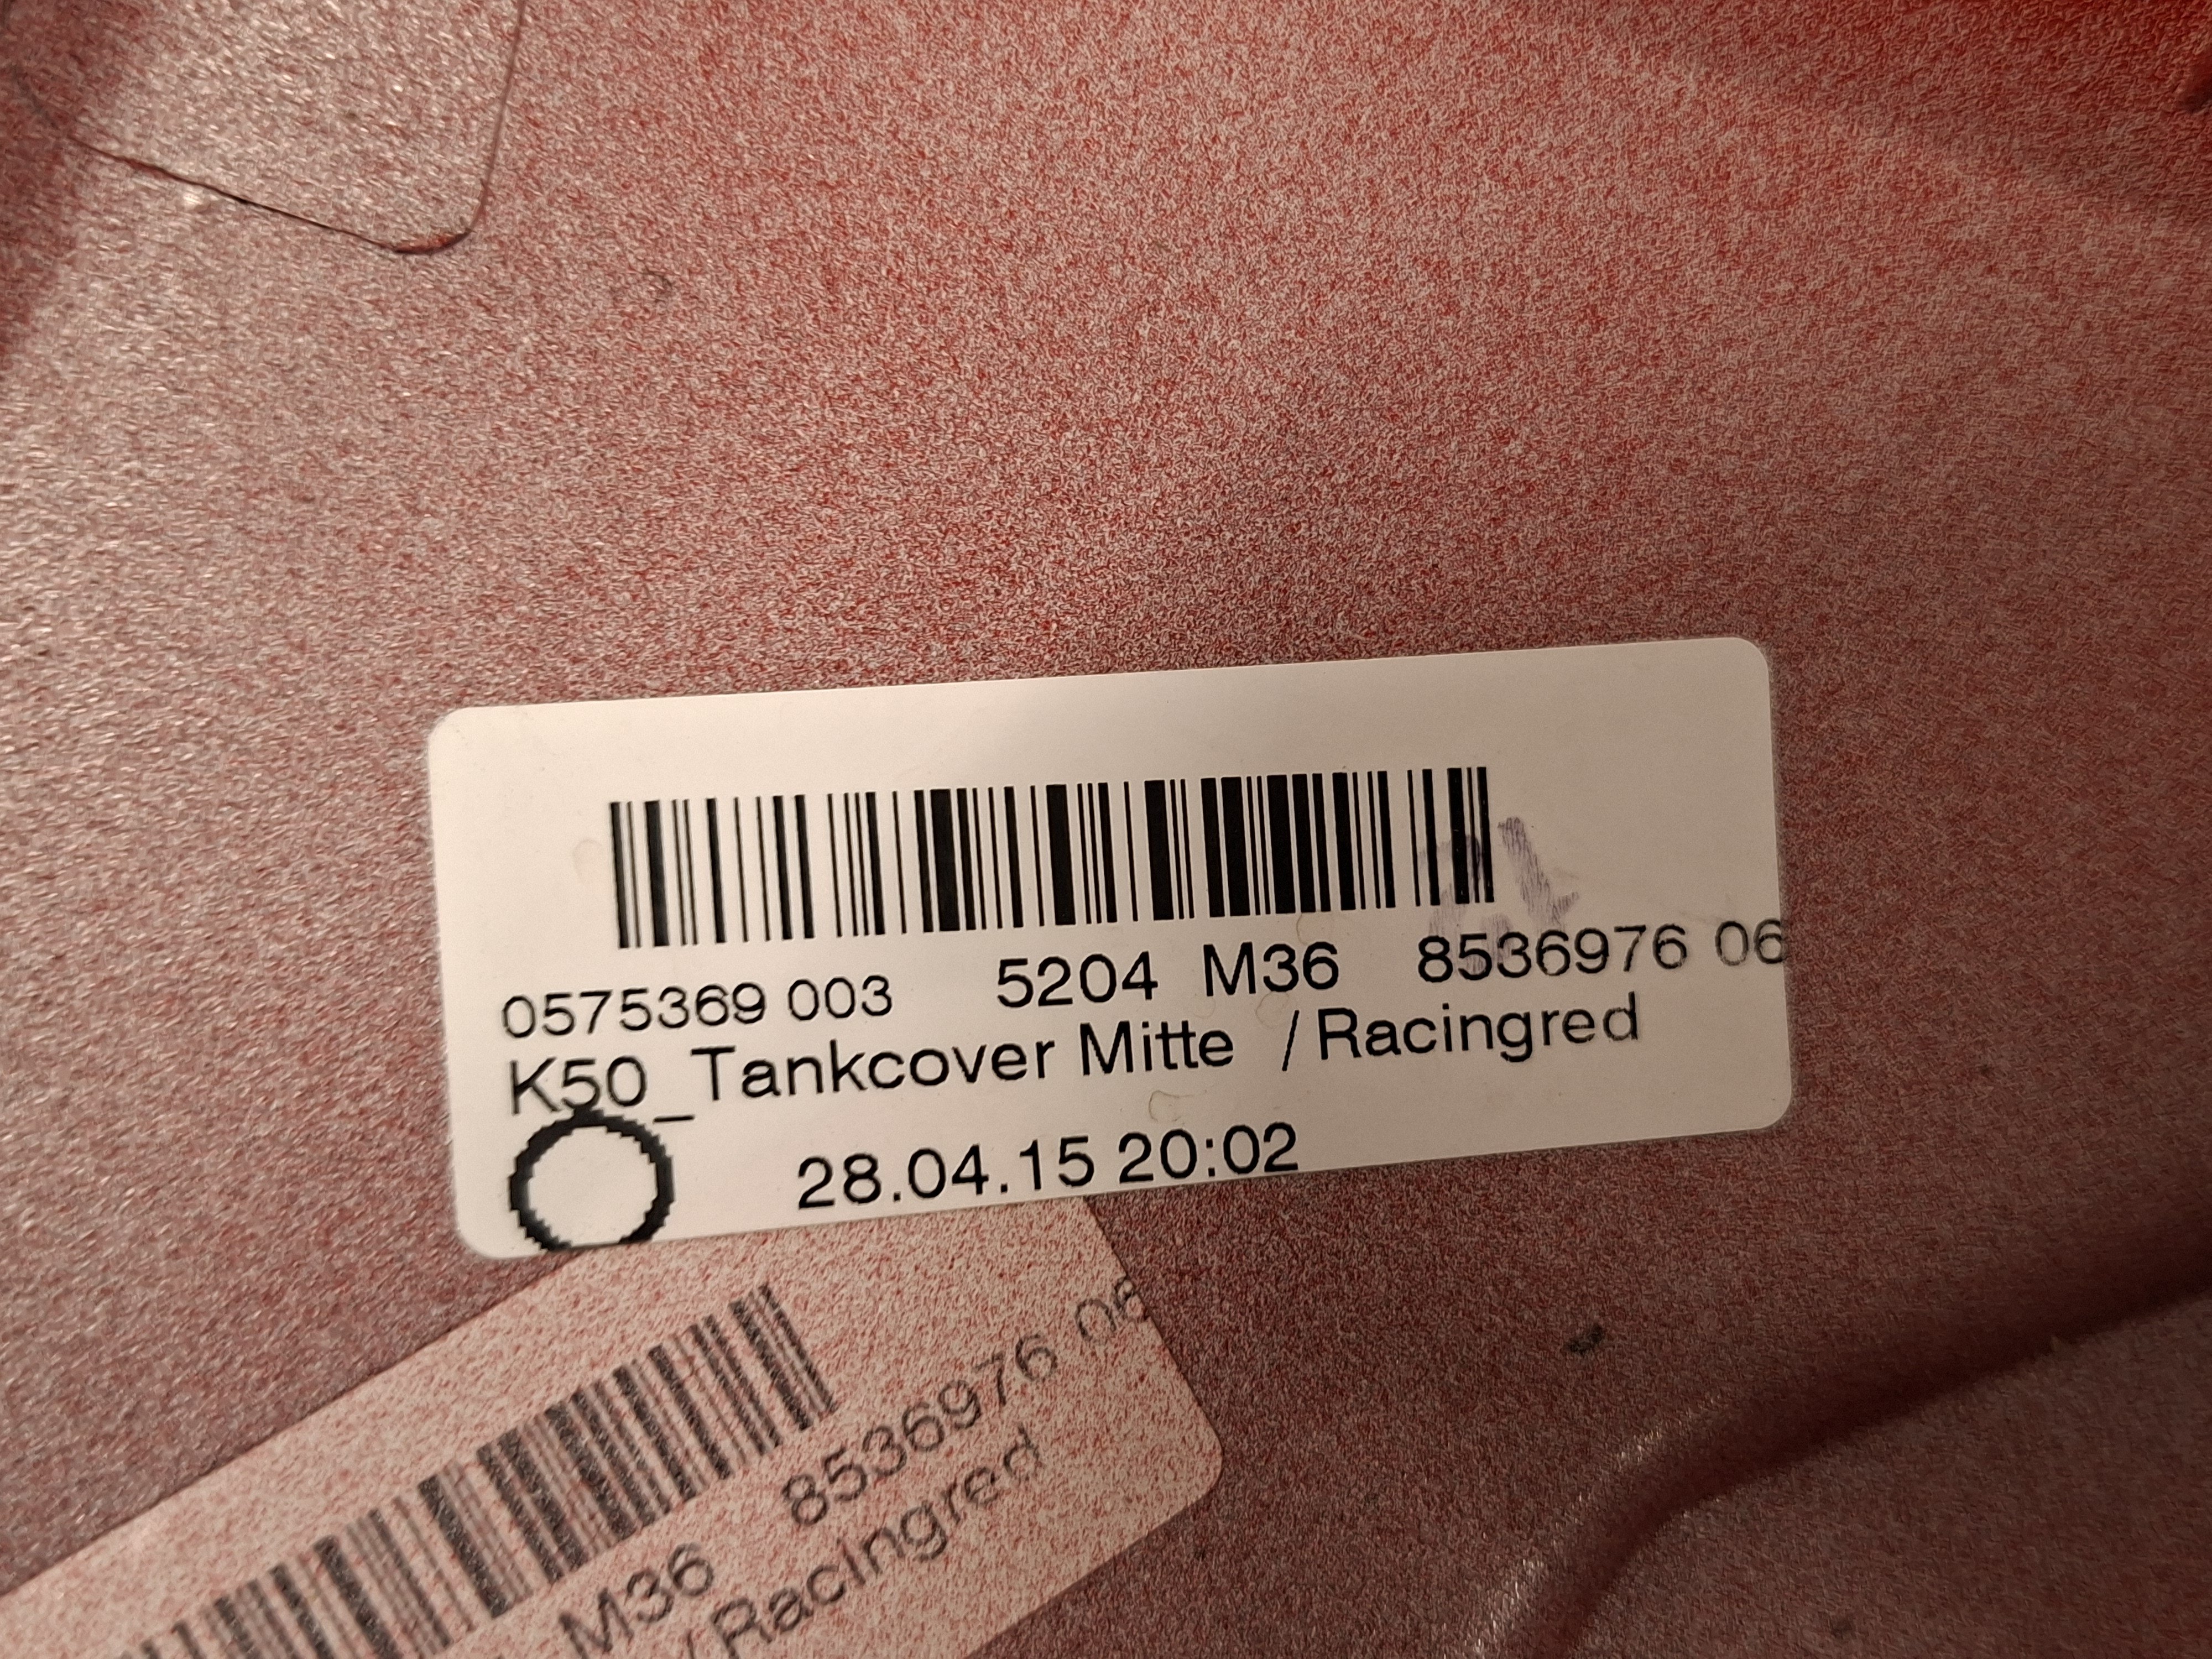 0575369 003 5204 M36 8536976 06
K50_Tankcover Mitte / Racingred
28.04.15 20:02
M36 8536976 06
/ Racingred